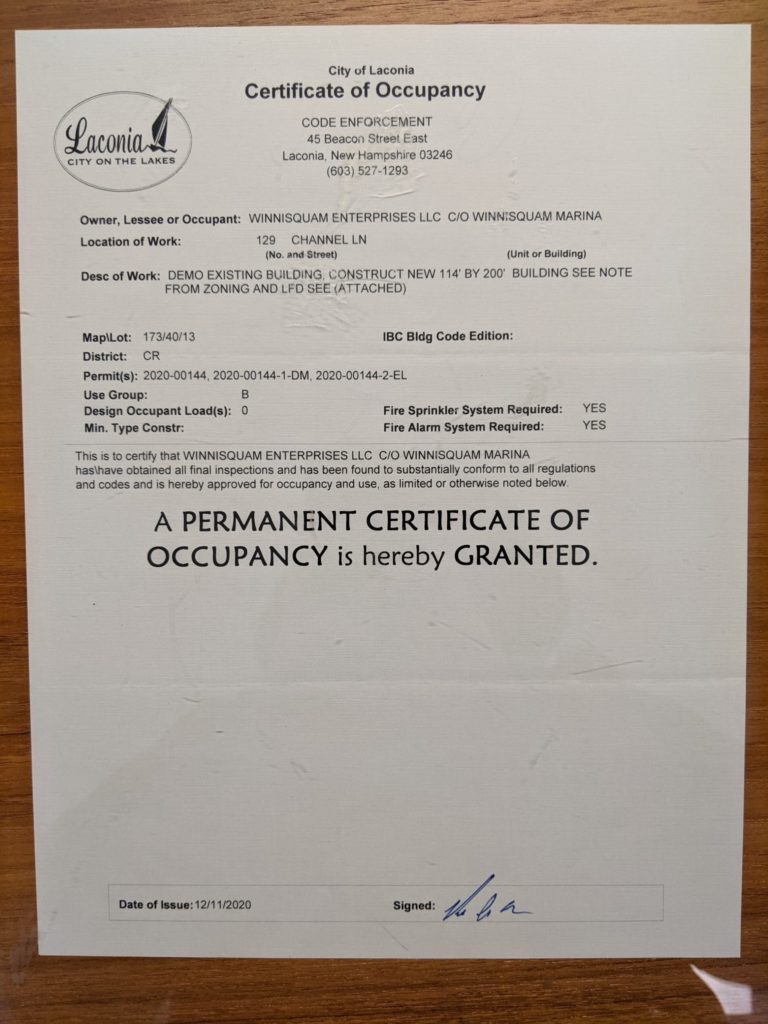 City of Laconia
Certificate of Occupancy
Laconia
CITY ON THE LAKES
CODE ENFORCEMENT
45 Beacon Street East
Laconia, New Hampshire 03246
(603) 527-1293
Owner, Lessee or Occupant: WINNISQUAM ENTERPRISES LLC C/O WINNISQUAM MARINA
Location of Work: 129 CHANNEL LN
(No. and Street) (Unit or Building)
Desc of Work: DEMO EXISTING BUILDING, CONSTRUCT NEW 114' BY 200' BUILDING SEE NOTE
FROM ZONING AND LFD SEE (ATTACHED)
Map\Lot: 173/40/13 IBC Bldg Code Edition:
District: CR
Permit(s): 2020-00144, 2020-00144-1-DM, 2020-00144-2-EL
Use Group: B
Design Occupant Load(s): 0 Fire Sprinkler System Required: YES
Min. Type Constr: Fire Alarm System Required: YES
This is to certify that WINNISQUAM ENTERPRISES LLC C/O WINNISQUAM MARINA
has\have obtained all final inspections and has been found to substantially conform to all regulations
and codes and is hereby approved for occupancy and use, as limited or otherwise noted below.
A PERMANENT CERTIFICATE OF
OCCUPANCY is hereby GRANTED.
Date of Issue: 12/11/2020 Signed: